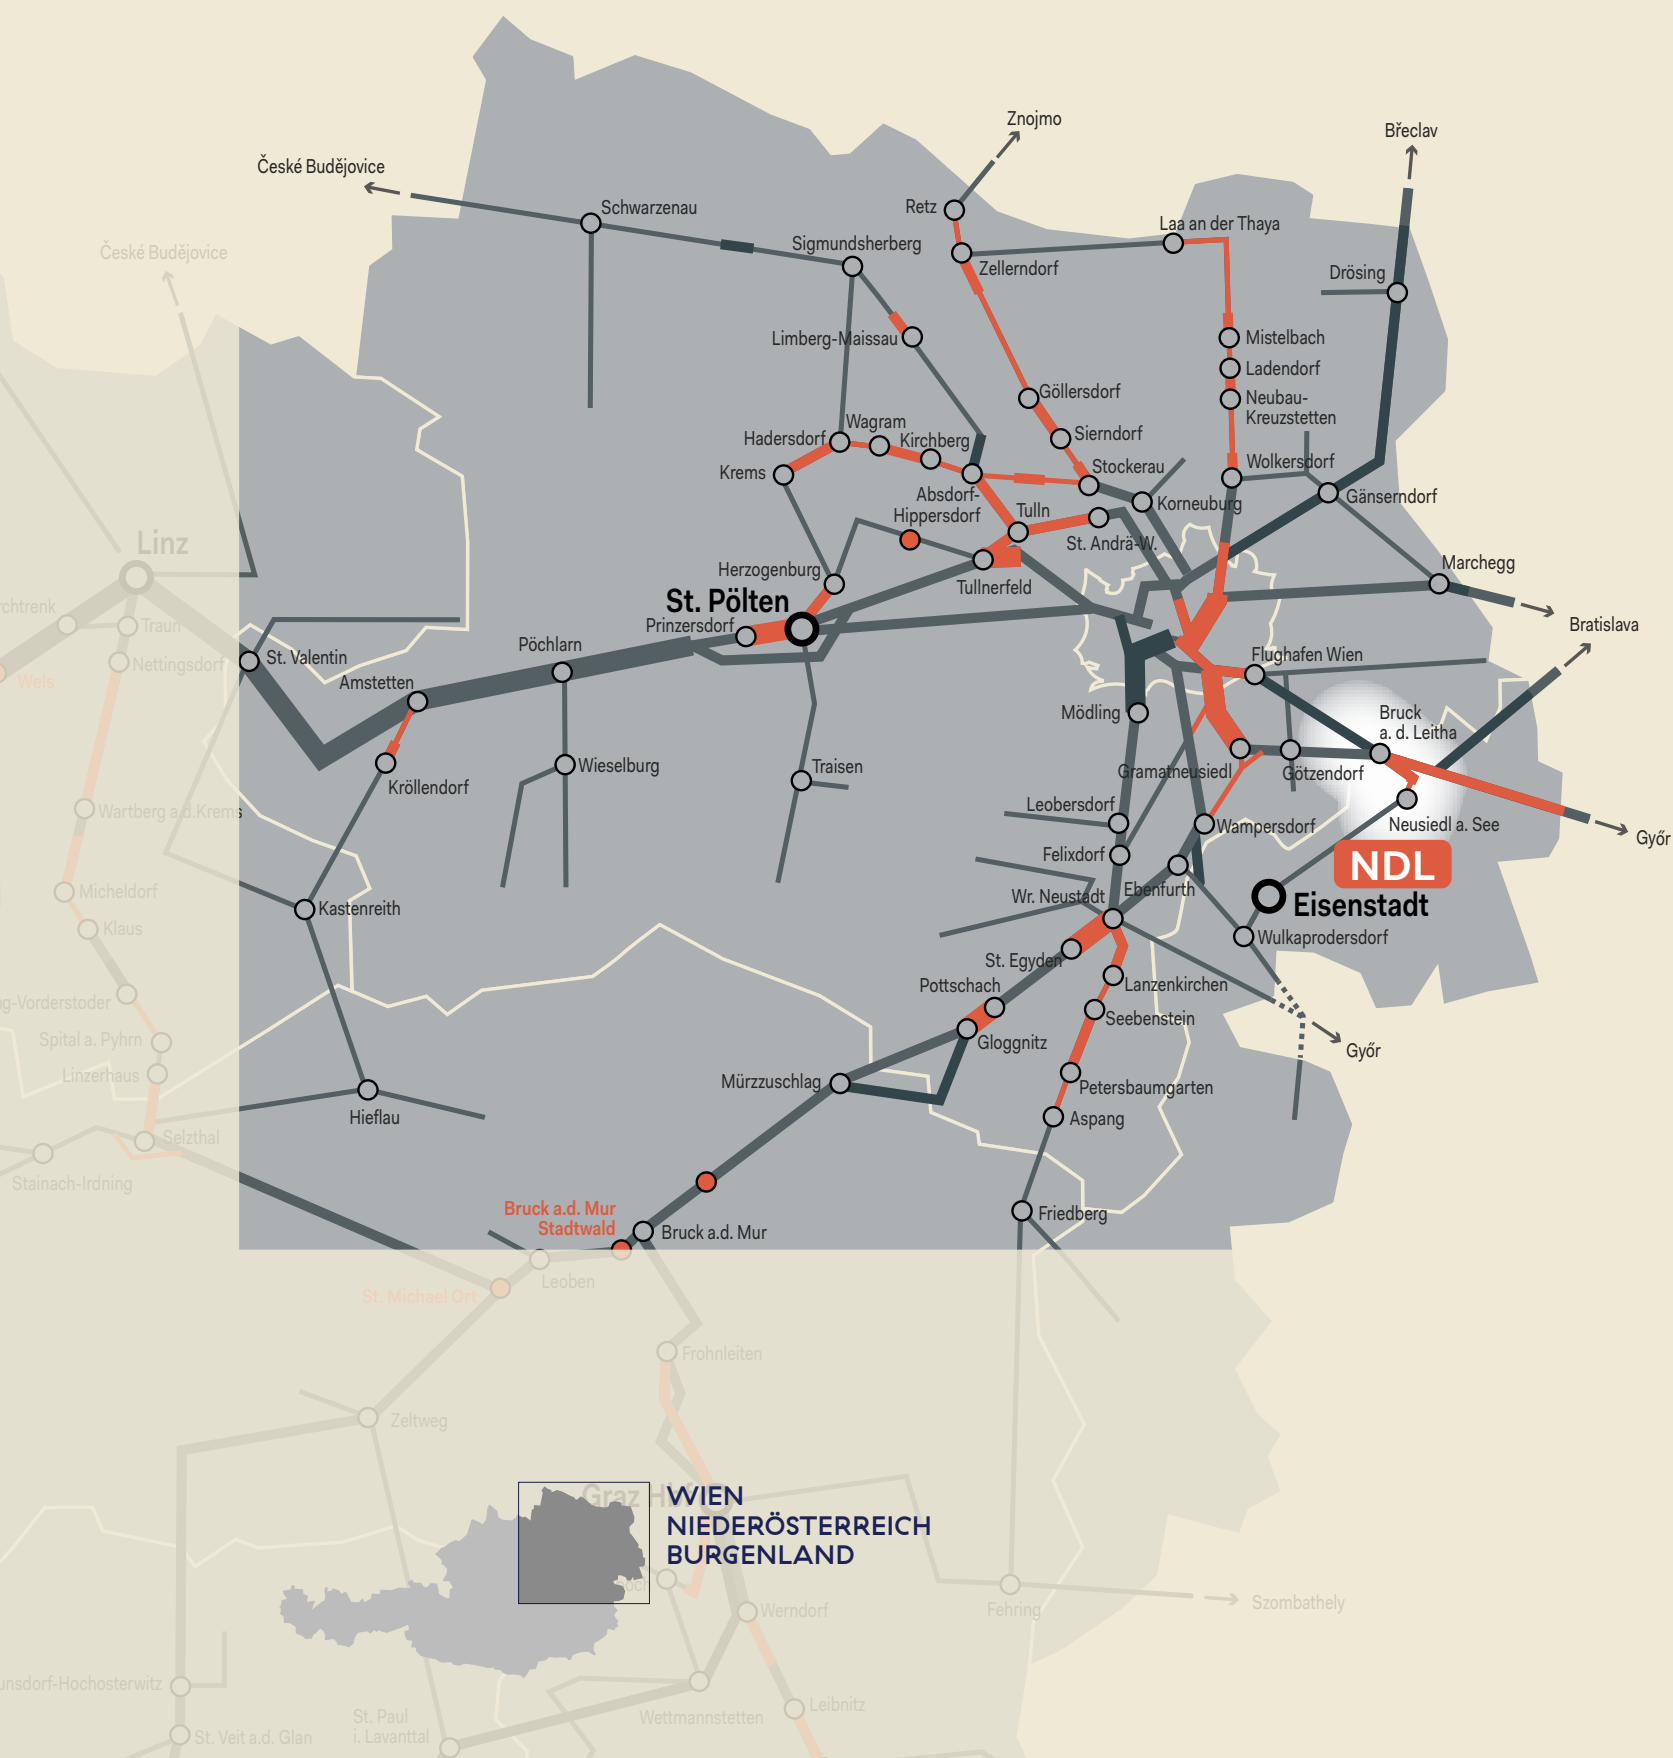 Znojmo
Břeclav
České Budějovice
Retz
Schwarzenau
Laa an der Thaya
Sigmundsherberg
České Budějovice
Zellerndorf
Drösing
Limberg-Maissau
Mistelbach
Ladendorf
Göllersdorf
Neubau-
Kreuzstetten
Wagram
Hadersdorf
Kirchberg
Sierndorf
Krems
Stockerau
Wolkersdorf
Absdorf-
Hippersdorf
Gänserndorf
Korneuburg
Tulln
St. Andrä-W.
Linz
Marchegg
Herzogenburg
Tullnerfeld
St. Pölten
rchtrenk
Traun
Prinzersdorf
Bratislava
Pöchlarn
Flughafen Wien
St. Valentin
Nettingsdorf
Wels
Amstetten
Mödling
Bruck
a. d. Leitha
Wieselburg
Traisen
Gramatneusiedl
Götzendorf
Kröllendorf
Leobersdorf
Wartberg a.d.Krems
Wampersdorf
Neusiedl a. See
Győr
Felixdorf
NDL
Micheldorf
Ebenfurth
Wr. Neustadt
Eisenstadt
Kastenreith
Klaus
Wulkaprodersdorf
St. Egyden
Pottschach
Lanzenkirchen
g-Vorderstoder
Seebenstein
Spital a. Pyhrn
Gloggnitz
Győr
Linzerhaus
Mürzzuschlag
Petersbaumgarten
Hieflau
Aspang
Selzthal
Stainach-Irdning
Bruck a.d. Mur
Stadtwald
Bruck a.d. Mur
Friedberg
Leoben
St. Michael Ort
Frohnleiten
Zeltweg
Graz Hbf
WIEN
NIEDERÖSTERREICH
BURGENLAND
Werndorf
Fehring
Szombathely
unsdorf-Hochosterwitz
Wettmannstetten
Leibnitz
St. Paul
i. Lavanttal
St. Veit a.d. Glan